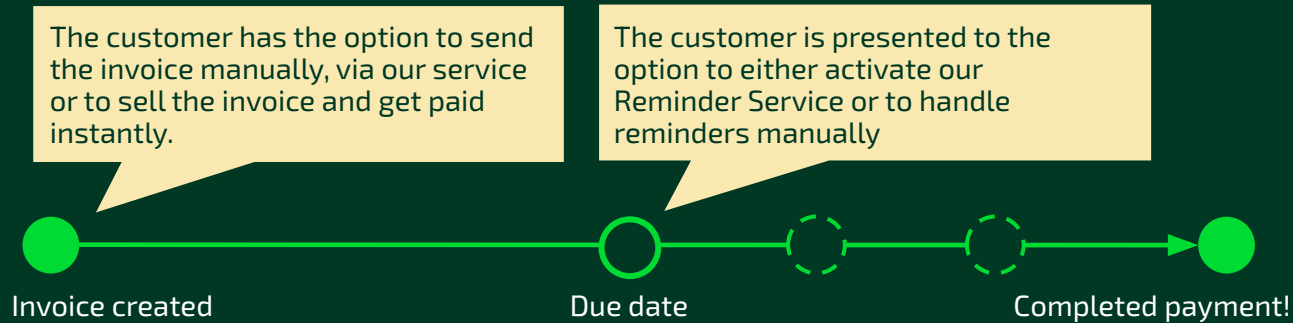 The customer has the option to send
the invoice manually, via our service
or to sell the invoice and get paid
instantly.
The customer is presented to the
option to either activate our
Reminder Service or to handle
reminders manually
Invoice created
Due date
Completed payment!